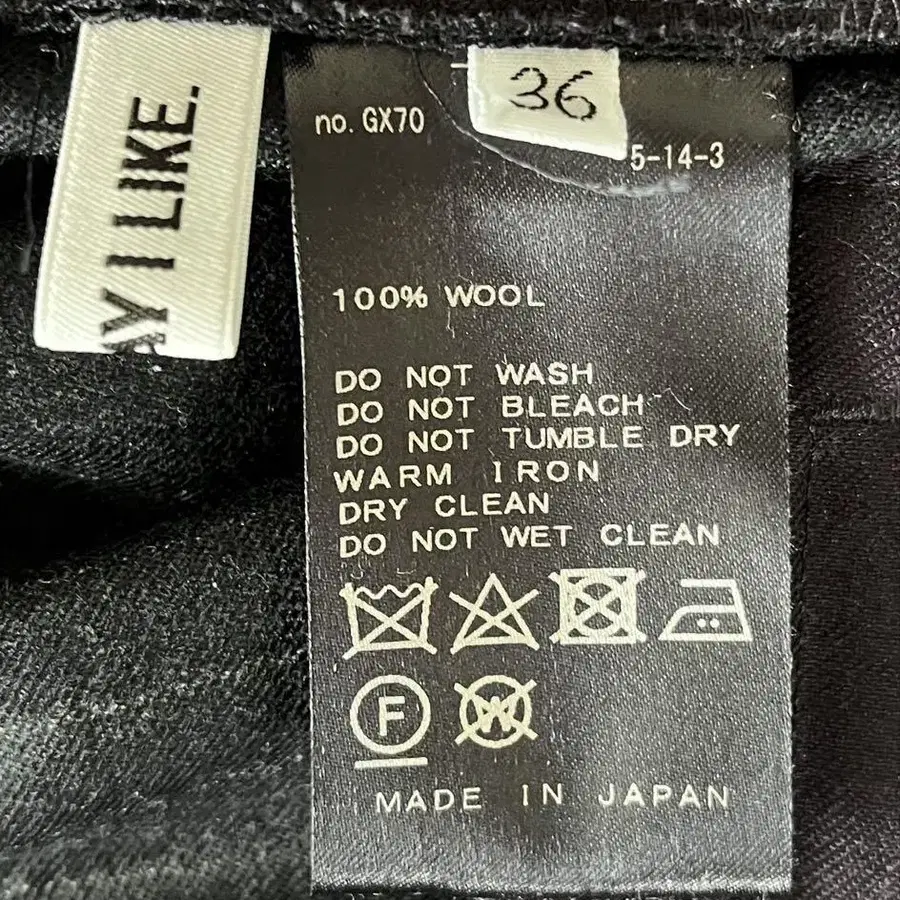 AY I LIKE.
36
no. GX70
5-14-3
100% WOOL
DO NOT WASH
DO NOT BLEACH
DO NOT TUMBLE DRY
WARM IRON
DRY CLEAN
DO NOT WET CLEAN
F
W
MADE IN JAPAN